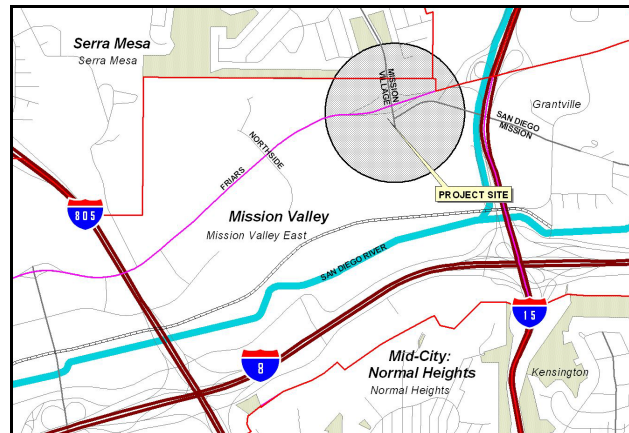 Serra Mesa
Serra Mesa
MISSION
VILLAGE
Grantville
SAN DIEGO
MISSION
NORTHSIDE
FRIARS
PROJECT SITE
805
Mission Valley
Mission Valley East
SAN DIEGO RIVER
15
8
Mid-City:
Normal Heights
Normal Heights
Kensington